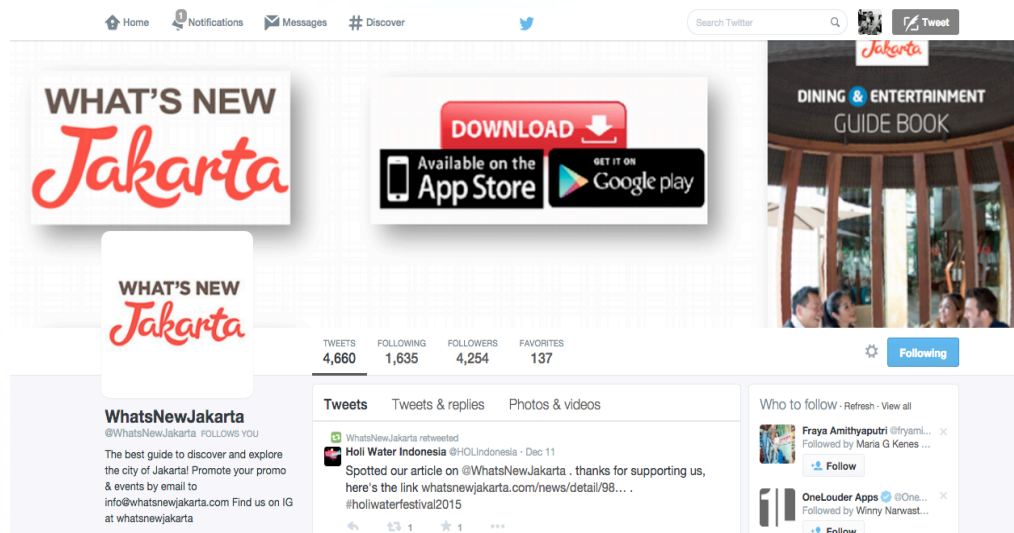 Home
1
Notifications
Messages
Discover
Search Twitter
Tweet
WHAT'S NEW
Jakarta
DOWNLOAD
Available on the
App Store
GET IT ON
Google play
Jakarta
DINING & ENTERTAINMENT
GUIDE BOOK
WHAT'S NEW
Jakarta
TWEETS
4,660
FOLLOWING
1,635
FOLLOWERS
4,254
FAVORITES
137
Following
WhatsNewJakarta
@WhatsNewJakarta FOLLOWS YOU
The best guide to discover and explore
the city of Jakarta! Promote your promo
& events by email to
info@whatsnewjakarta.com Find us on IG
at whatsnewjakarta
Tweets Tweets & replies Photos & videos
WhatsNewJakarta retweeted
Holi Water Indonesia @HOLIndonesia · Dec 11
Spotted our article on @WhatsNewJakarta . thanks for supporting us,
here's the link whatsnewjakarta.com/news/detail/98… .
#holiwaterfestival2015
1 1
Who to follow · Refresh · View all
Fraya Amithyaputri @fryami...
Followed by Maria G Kenes ...
Follow
OneLouder Apps @One...
Followed by Winny Narwast...
Follow